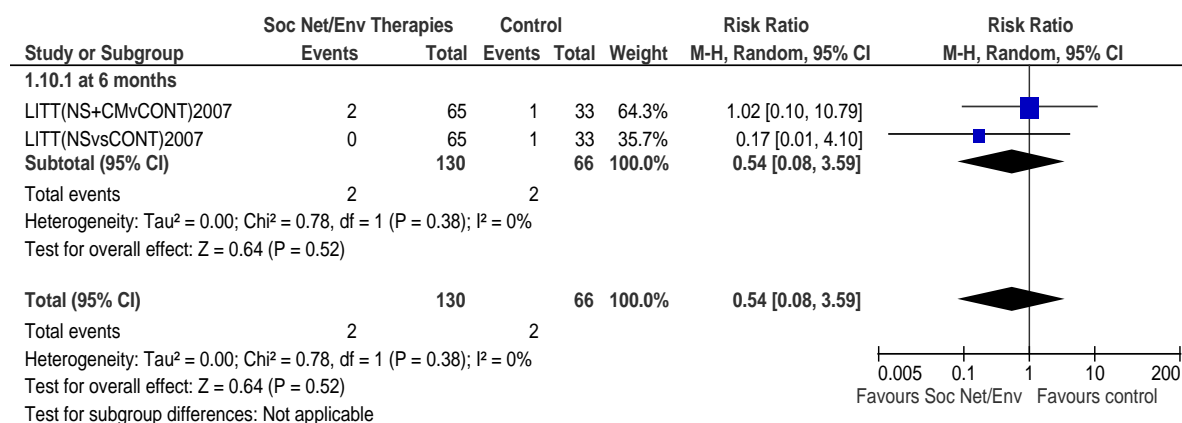 Soc Net/Env Therapies Control Risk Ratio Risk Ratio
Study or Subgroup Events Total Events Total Weight M-H, Random, 95% CI M-H, Random, 95% CI
1.10.1 at 6 months
LITT(NS+CMvCONT)2007 2 65 1 33 64.3% 1.02 [0.10, 10.79]
LITT(NSvsCONT)2007 0 65 1 33 35.7% 0.17 [0.01, 4.10]
Subtotal (95% CI) 130 66 100.0% 0.54 [0.08, 3.59]
Total events 2 2
Heterogeneity: Tau² = 0.00; Chi² = 0.78, df = 1 (P = 0.38); I² = 0%
Test for overall effect: Z = 0.64 (P = 0.52)
Total (95% CI) 130 66 100.0% 0.54 [0.08, 3.59]
Total events 2 2
Heterogeneity: Tau² = 0.00; Chi² = 0.78, df = 1 (P = 0.38); I² = 0%
Test for overall effect: Z = 0.64 (P = 0.52)
Test for subgroup differences: Not applicable
0.005 0.1 1 10 200
Favours Soc Net/Env Favours control